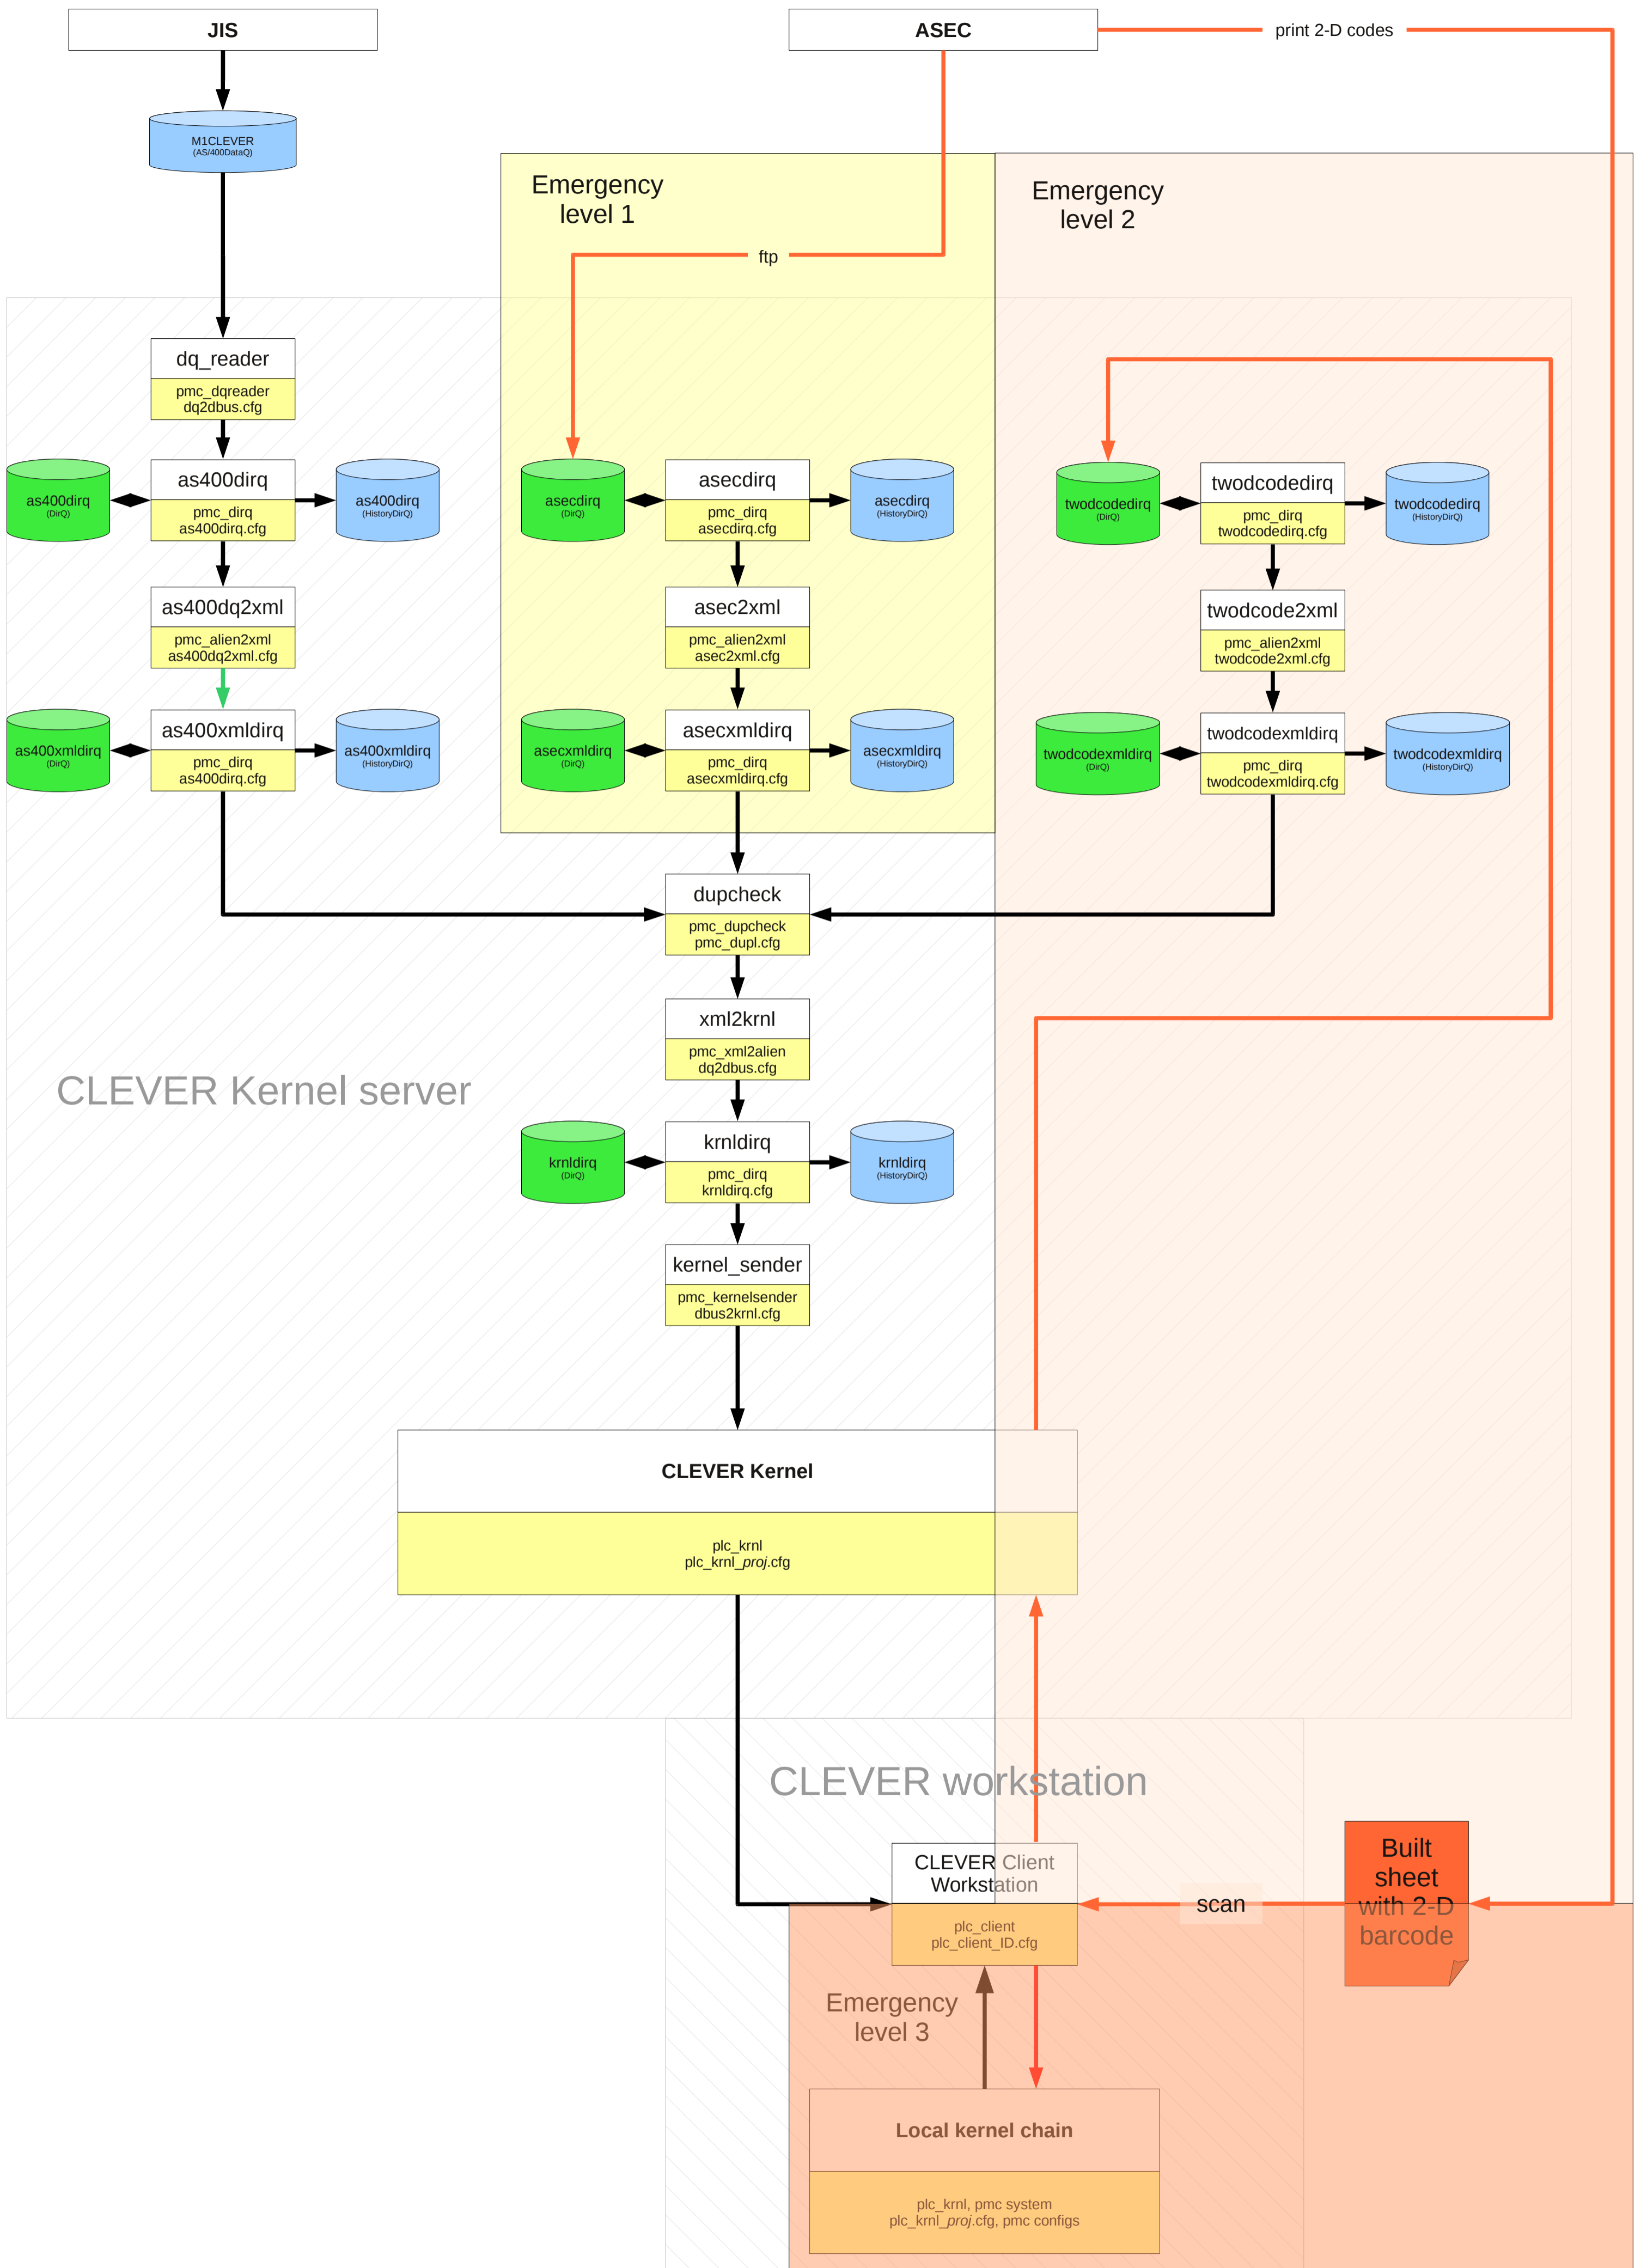 JIS
ASEC
print 2-D codes
M1CLEVER
(AS/400DataQ)
Emergency
level 1
Emergency
level 2
ftp
dq_reader
pmc_dqreader
dq2dbus.cfg
as400dirq
(DirQ)
as400dirq
pmc_dirq
as400dirq.cfg
as400dirq
(HistoryDirQ)
asecdirq
(DirQ)
asecdirq
pmc_dirq
asecdirq.cfg
asecdirq
(HistoryDirQ)
twodcodedirq
(DirQ)
twodcodedirq
pmc_dirq
twodcodedirq.cfg
twodcodedirq
(HistoryDirQ)
as400dq2xml
pmc_alien2xml
as400dq2xml.cfg
asec2xml
pmc_alien2xml
asec2xml.cfg
twodcode2xml
pmc_alien2xml
twodcode2xml.cfg
as400xmldirq
(DirQ)
as400xmldirq
pmc_dirq
as400dirq.cfg
as400xmldirq
(HistoryDirQ)
asecxmldirq
(DirQ)
asecxmldirq
pmc_dirq
asecxmldirq.cfg
asecxmldirq
(HistoryDirQ)
twodcodexmldirq
(DirQ)
twodcodexmldirq
pmc_dirq
twodcodexmldirq.cfg
twodcodexmldirq
(HistoryDirQ)
dupcheck
pmc_dupcheck
pmc_dupl.cfg
xml2krnl
pmc_xml2alien
dq2dbus.cfg
CLEVER Kernel server
krnldirq
(DirQ)
krnldirq
pmc_dirq
krnldirq.cfg
krnldirq
(HistoryDirQ)
kernel_sender
pmc_kernelsender
dbus2krnl.cfg
CLEVER Kernel
plc_krnl
plc_krnl_proj.cfg
CLEVER workstation
CLEVER Client
Workstation
plc_client
plc_client_ID.cfg
scan
Built
sheet
with 2-D
barcode
Emergency
level 3
Local kernel chain
plc_krnl, pmc system
plc_krnl_proj.cfg, pmc configs